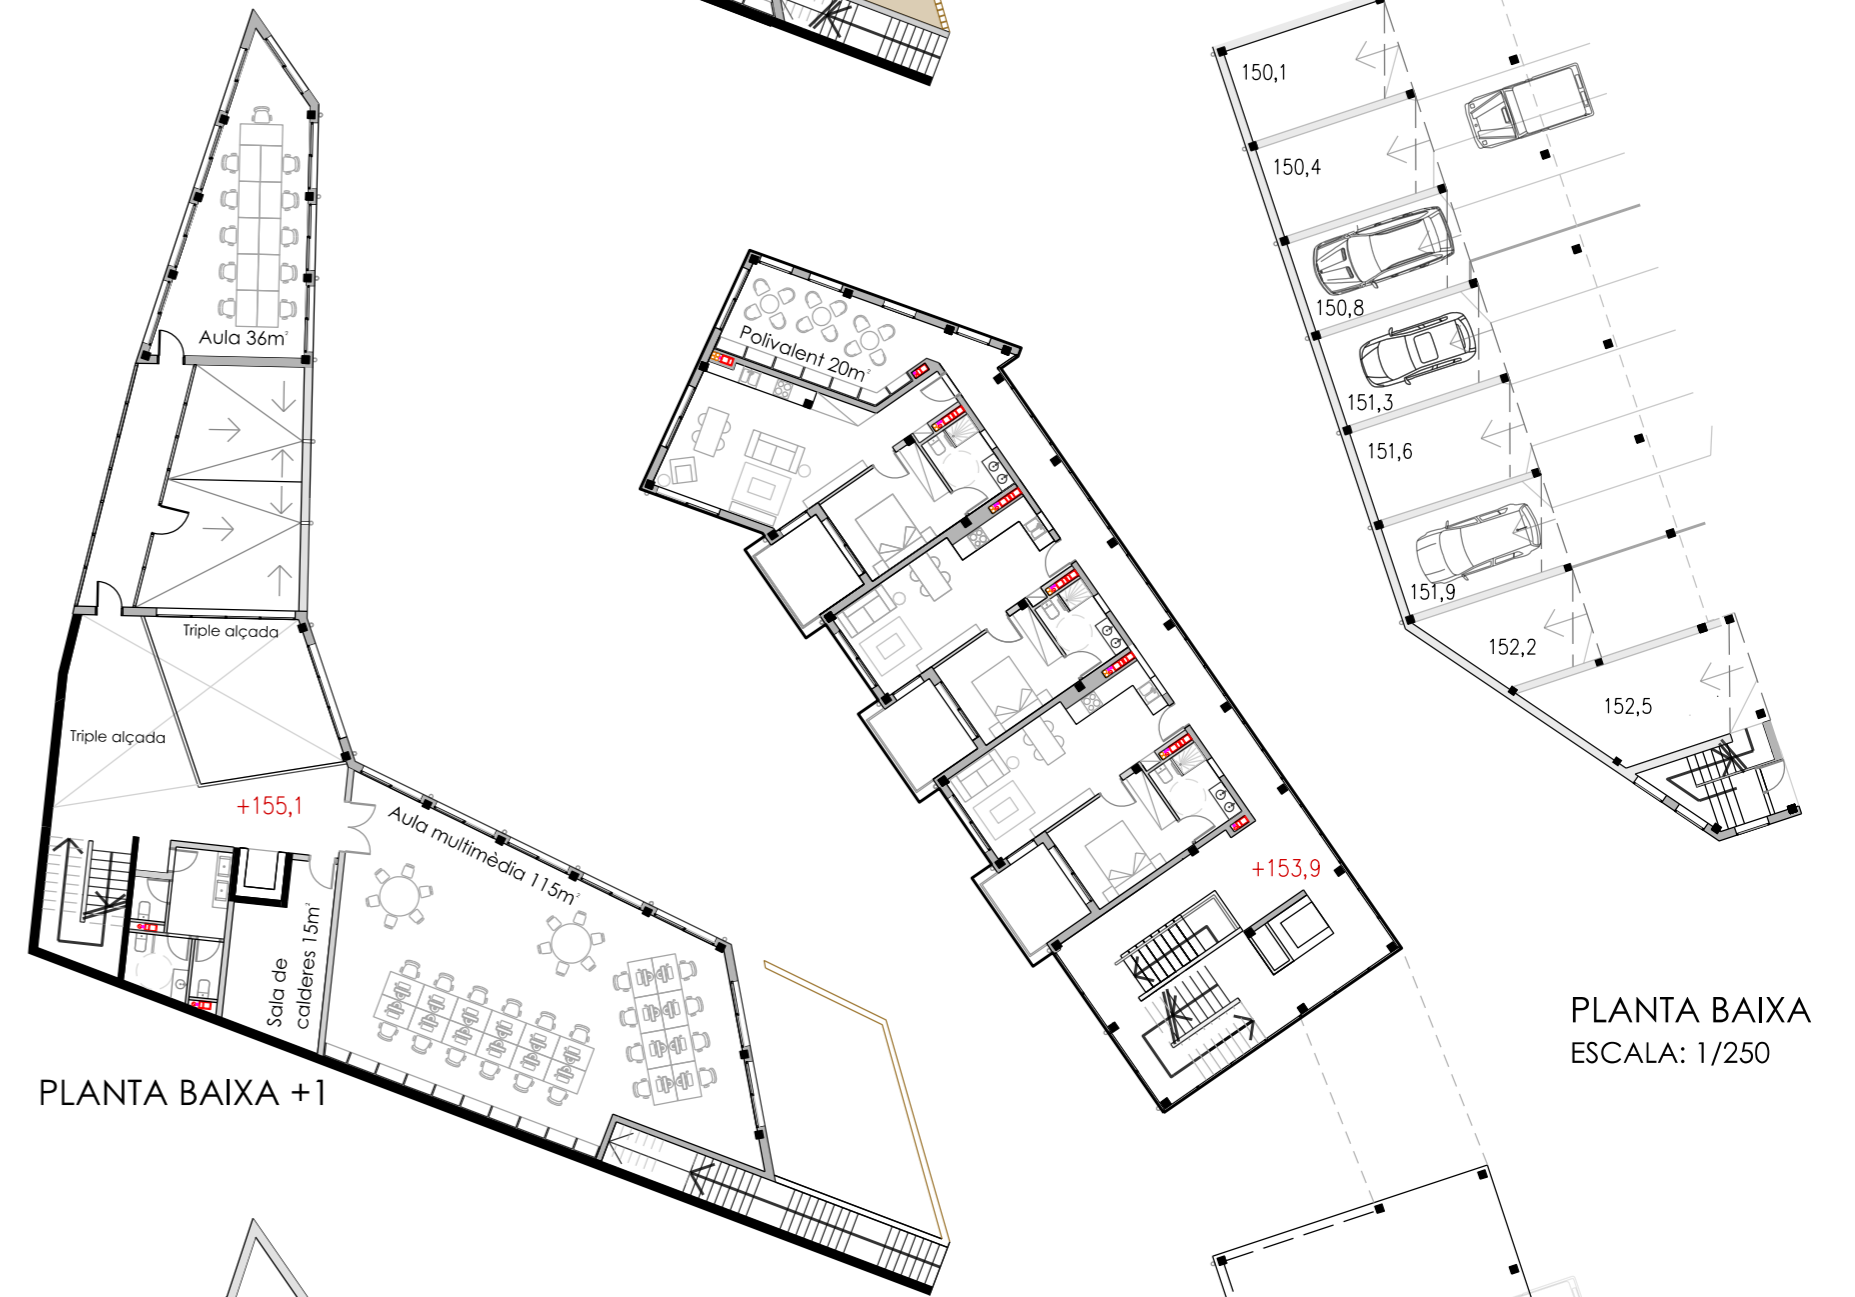 Aula 36m²
Triple alçada
Triple alçada
+155,1
Aula multimèdia 115m²
Sala de
calderes 15m²
PLANTA BAIXA +1
Polivalent 20m²
+153,9
150,1
150,4
150,8
151,3
151,6
151,9
152,2
152,5
PLANTA BAIXA
ESCALA: 1/250